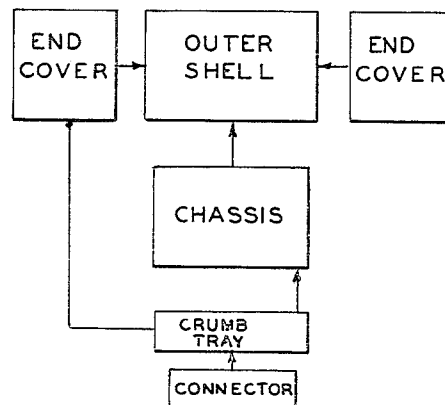 END
COVER
OUTER
SHELL
END
COVER
CHASSIS
CRUMB
TRAY
CONNECTOR